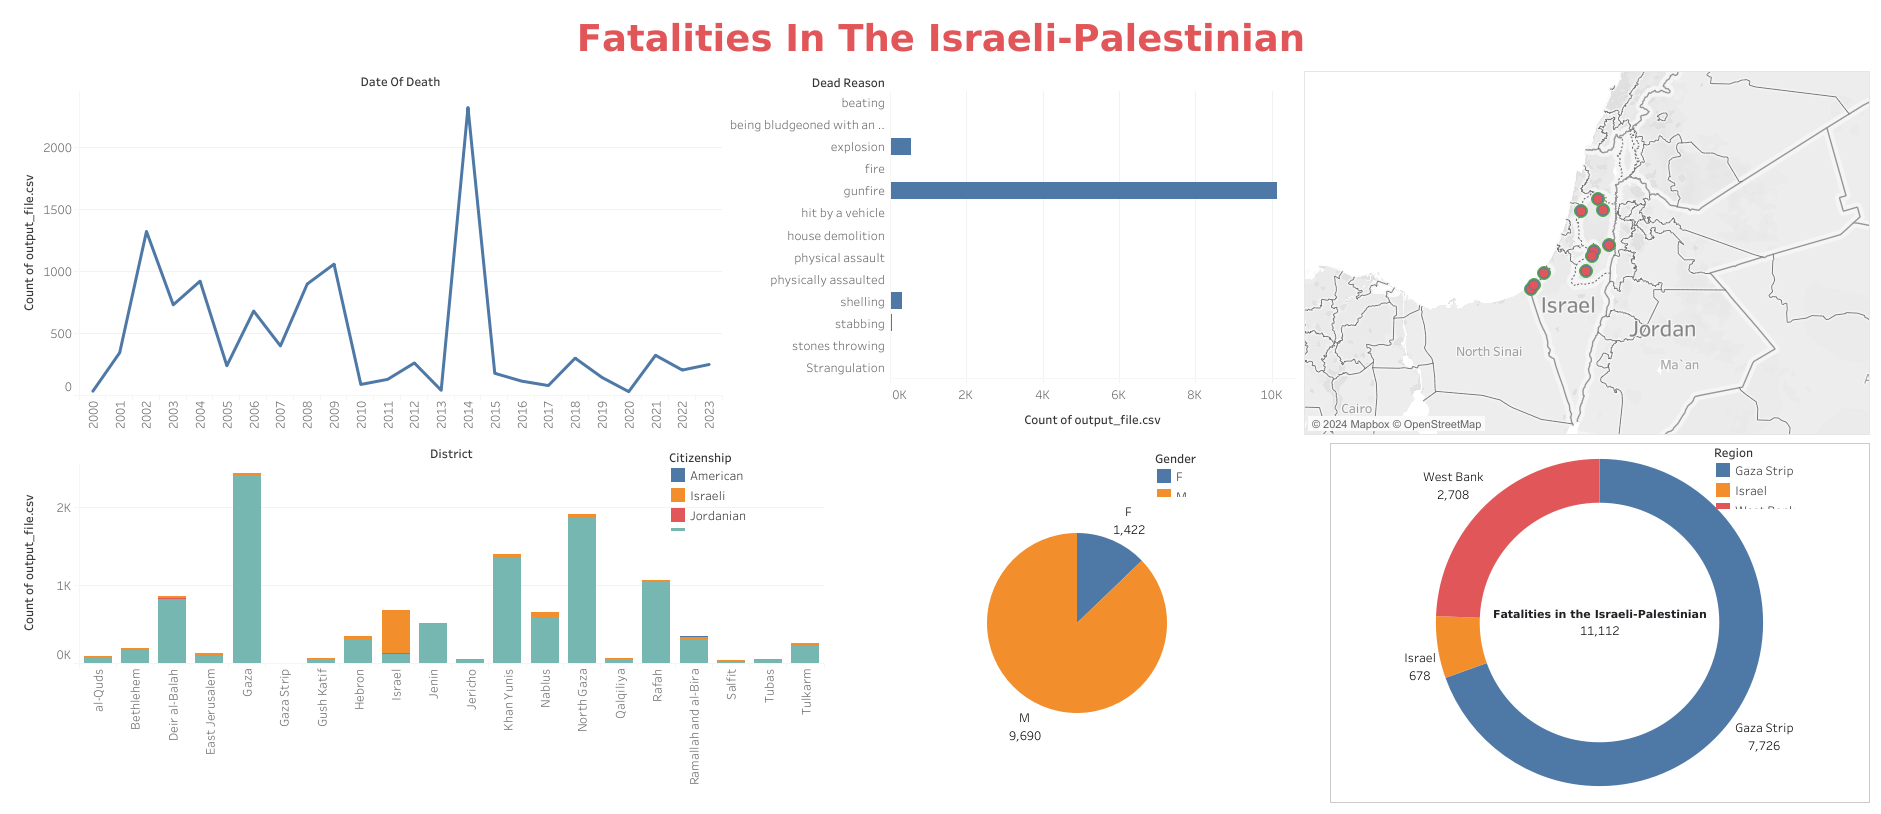 Fatalities In The Israeli-Palestinian
Date Of Death
Count of output_file.csv
2000
1500
1000
500
0
2000
2001
2002
2003
2004
2005
2006
2007
2008
2009
2010
2011
2012
2013
2014
2015
2016
2017
2018
2019
2020
2021
2022
2023
Dead Reason
beating
being bludgeoned with an ..
explosion
fire
gunfire
hit by a vehicle
house demolition
physical assault
physically assaulted
shelling
stabbing
stones throwing
Strangulation
0K
2K
4K
6K
8K
10K
Count of output_file.csv
Israel
Jordan
North Sinai
Ma`an
A
Cairo
© 2024 Mapbox © OpenStreetMap
District
Count of output_file.csv
2K
1K
0K
al-Quds
Bethlehem
Deir al-Balah
East Jerusalem
Gaza
Gaza Strip
Gush Katif
Hebron
Israel
Jenin
Jericho
Khan Yunis
Nablus
North Gaza
Qalqiliya
Rafah
Ramallah and al-Bira
Salfit
Tubas
Tulkarm
Citizenship
American
Israeli
Jordanian
Gender
F
M
F
1,422
M
9,690
Region
Gaza Strip
Israel
West Bank
West Bank
2,708
Fatalities in the Israeli-Palestinian
11,112
Israel
678
Gaza Strip
7,726